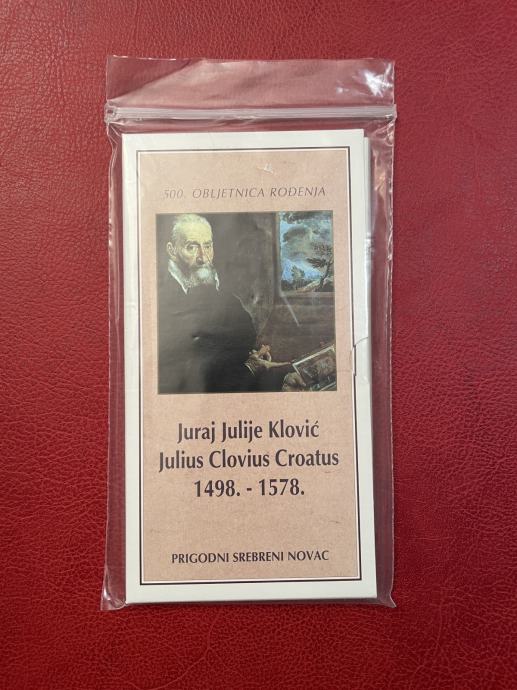 500. OBLJETNICA ROĐENJA
Juraj Julije Klović
Julius Clovius Croatus
1498. - 1578.
PRIGODNI SREBRENI NOVAC